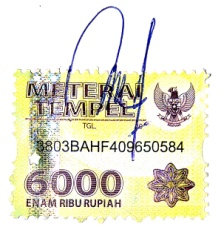 METERAI
TEMPEL
TGL.
3803BAHF409650584
6000
ENAM RIBU RUPIAH